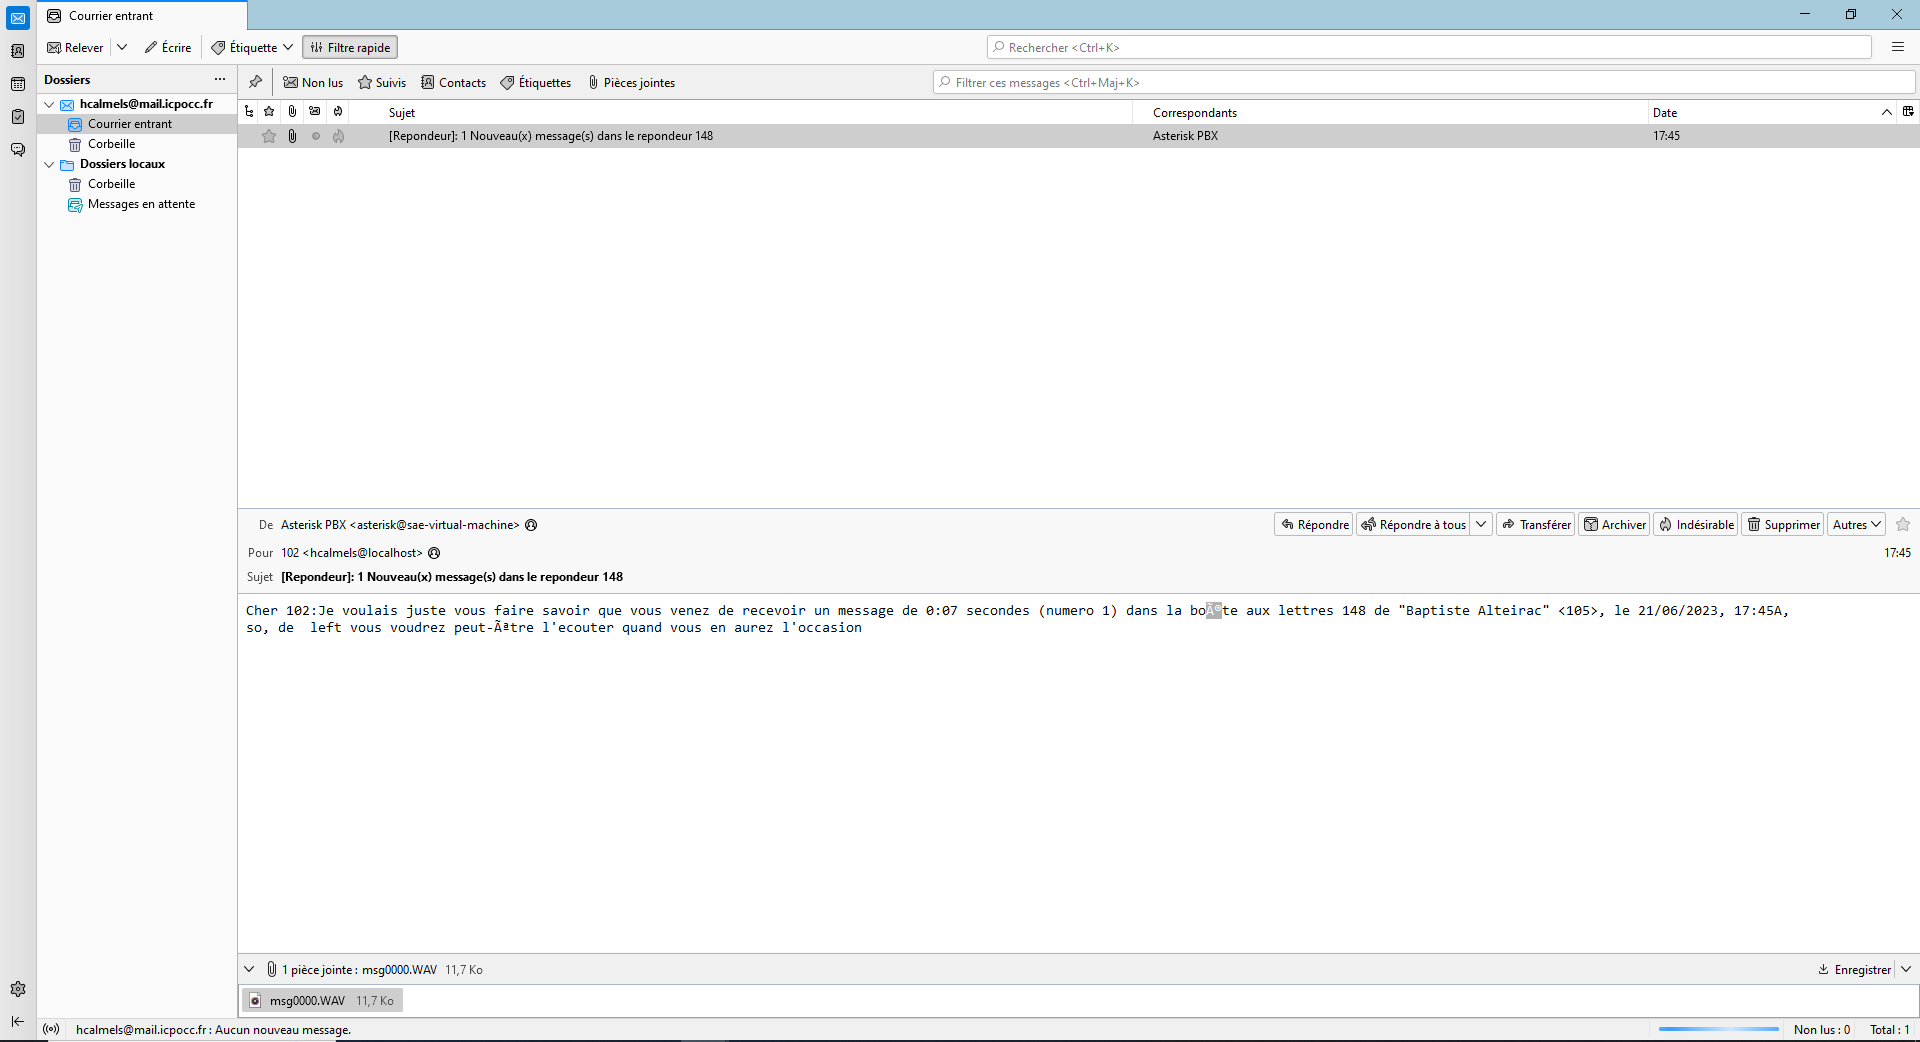 Courrier entrant
Relever
Écrire
Étiquette
Filtre rapide
Rechercher <Ctrl+K>
Dossiers
...
Non lus
Suivis
Contacts
Étiquettes
Pièces jointes
Filtrer ces messages <Ctrl+Maj+K>
hcalmels@mail.icpocc.fr
Courrier entrant
Corbeille
Dossiers locaux
Corbeille
Messages en attente
Sujet Correspondants Date
[Repondeur]: 1 Nouveau(x) message(s) dans le repondeur 148 Asterisk PBX 17:45
De Asterisk PBX <asterisk@sae-virtual-machine>
Répondre Répondre à tous Transférer Archiver Indésirable Supprimer Autres
Pour 102 <hcalmels@localhost> 17:45
Sujet [Repondeur]: 1 Nouveau(x) message(s) dans le repondeur 148
Cher 102:Je voulais juste vous faire savoir que vous venez de recevoir un message de 0:07 secondes (numero 1) dans la aux lettres 148 de "Baptiste Alteirac" <105>, le 21/06/2023, 17:45A,
so, de left vous voudrez peut-Ãªtre l'ecouter quand vous en aurez l'occasion
1 pièce jointe : msg0000.WAV 11,7 Ko Enregistrer
msg0000.WAV 11,7 Ko
hcalmels@mail.icpocc.fr : Aucun nouveau message. Non lus : 0 Total : 1